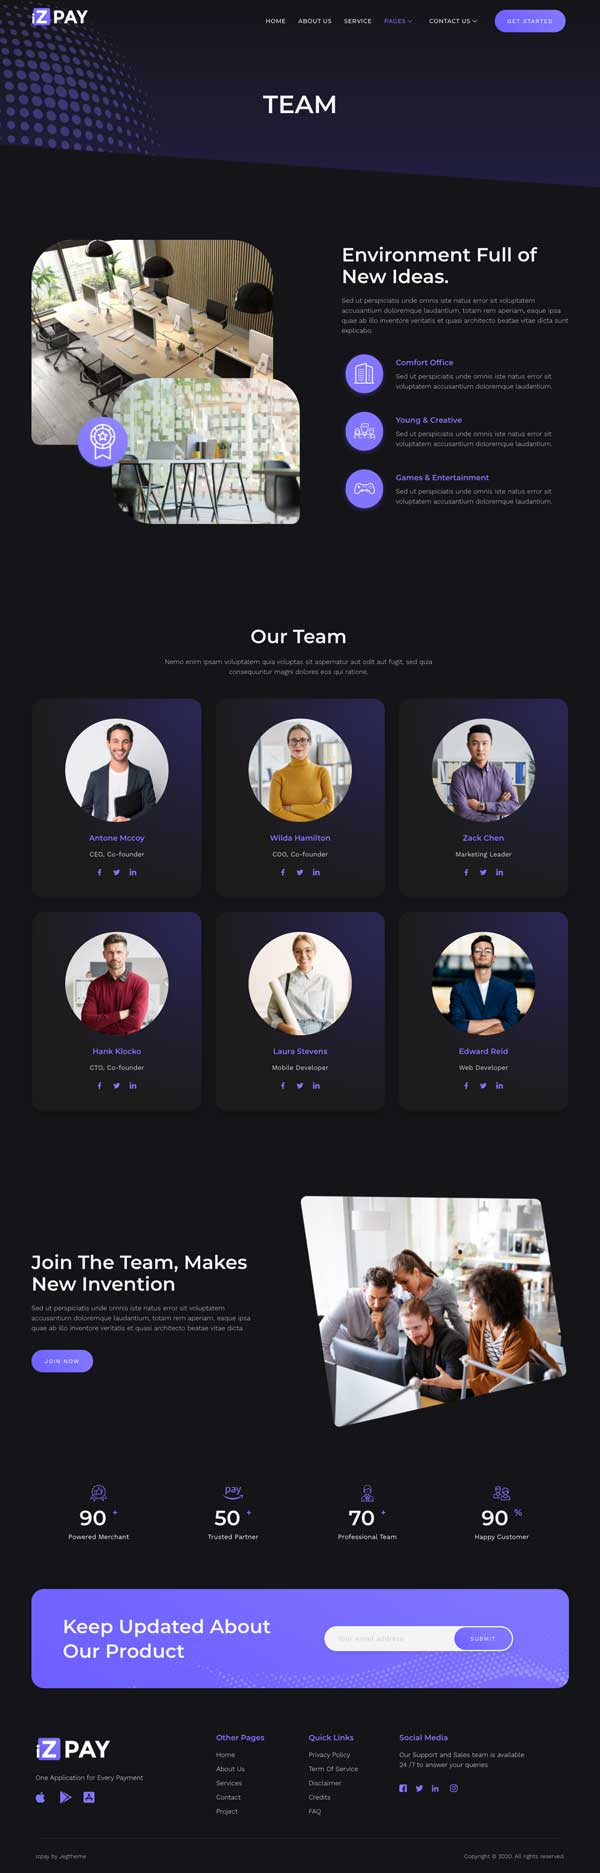 iZ PAY
HOME ABOUT US SERVICE PAGES CONTACT US GET STARTED
TEAM
Environment Full of
New Ideas.
Sed ut perspiciatis unde omnis iste natus error sit voluptatem
accusantium doloremque laudantium, totam rem aperiam, eaque ipsa
quae ab illo inventore veritatis et quasi architecto beatae vitae dicta sunt
explicabo.
Comfort Office
Sed ut perspiciatis unde omnis iste natus error sit
voluptatem accusantium doloremque laudantium.
Young & Creative
Sed ut perspiciatis unde omnis iste natus error sit
voluptatem accusantium doloremque laudantium.
Games & Entertainment
Sed ut perspiciatis unde omnis iste natus error sit
voluptatem accusantium doloremque laudantium.
Our Team
Nemo enim ipsam voluptatem quia voluptas sit aspernatur aut odit aut fugit, sed quia
consequuntur magni dolores eos qui ratione.
Antone Mccoy
CEO, Co-founder
Wilda Hamilton
COO, Co-founder
Zack Chen
Marketing Leader
Hank Klocko
CTO, Co-founder
Laura Stevens
Mobile Developer
Edward Reid
Web Developer
Join The Team, Makes
New Invention
Sed ut perspiciatis unde omnis iste natus error sit voluptatem
accusantium doloremque laudantium, totam rem aperiam, eaque ipsa
quae ab illo inventore veritatis et quasi architecto beatae vitae dicta.
JOIN NOW
90 +
Powered Merchant
pay
50 +
Trusted Partner
70 +
Professional Team
90 %
Happy Customer
Keep Updated About
Our Product
Your email address
SUBMIT
iZ PAY
One Application for Every Payment
Other Pages
Home
About Us
Services
Contact
Project
Quick Links
Privacy Policy
Term Of Service
Disclaimer
Credits
FAQ
Social Media
Our Support and Sales team is available
24 /7 to answer your queries
Izpay by Jegtheme
Copyright © 2020. All rights reserved.